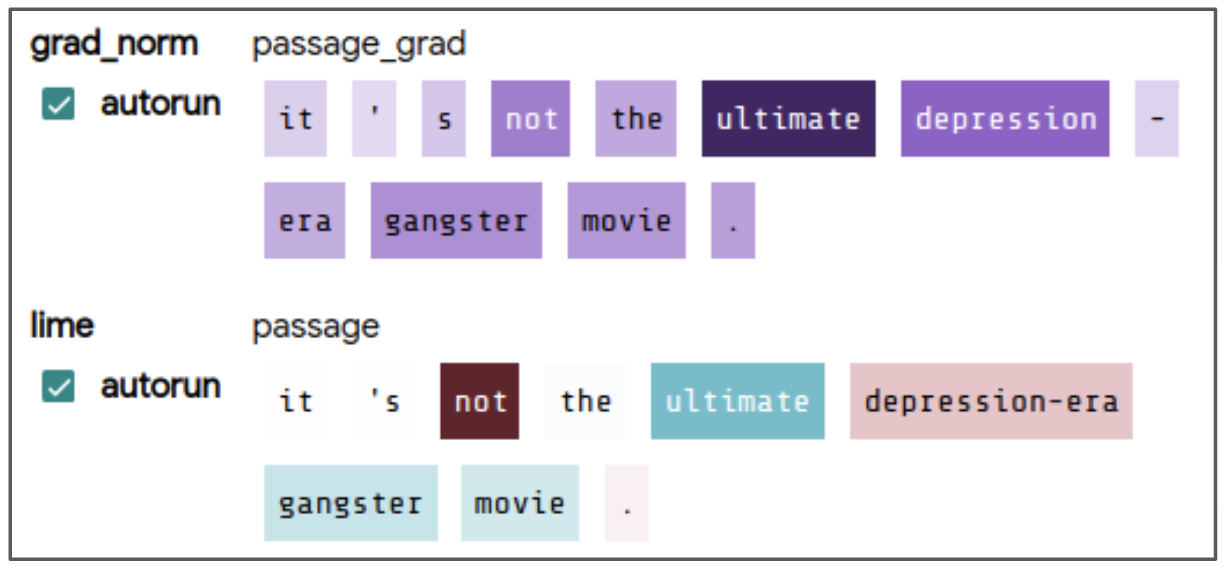 grad_norm passage_grad
autorun it ' s not the ultimate depression -
era gangster movie .
lime passage
autorun it 's not the ultimate depression-era
gangster movie .